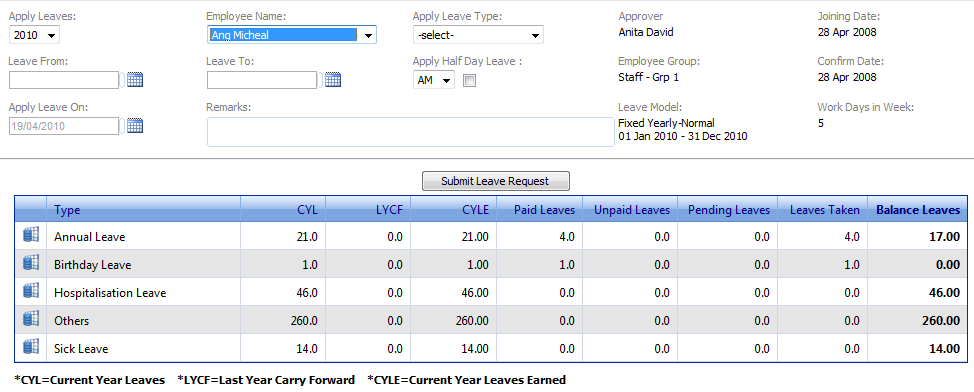 Apply Leaves: Employee Name: Apply Leave Type: Approver Joining Date:
2010 Ang Micheal -select- Anita David 28 Apr 2008
Leave From: Leave To: Apply Half Day Leave : Employee Group: Confirm Date:
AM Staff - Grp 1 28 Apr 2008
Apply Leave On: Remarks: Leave Model: Work Days in Week:
19/04/2010 Fixed Yearly-Normal 5
01 Jan 2010 - 31 Dec 2010
Submit Leave Request
Type CYL LYCF CYLE Paid Leaves Unpaid Leaves Pending Leaves Leaves Taken Balance Leaves
Annual Leave 21.0 0.0 21.00 4.0 0.0 0.0 4.0 17.00
Birthday Leave 1.0 0.0 1.00 1.0 0.0 0.0 1.0 0.00
Hospitalisation Leave 46.0 0.0 46.00 0.0 0.0 0.0 0.0 46.00
Others 260.0 0.0 260.00 0.0 0.0 0.0 0.0 260.00
Sick Leave 14.0 0.0 14.00 0.0 0.0 0.0 0.0 14.00
*CYL=Current Year Leaves *LYCF=Last Year Carry Forward *CYLE=Current Year Leaves Earned